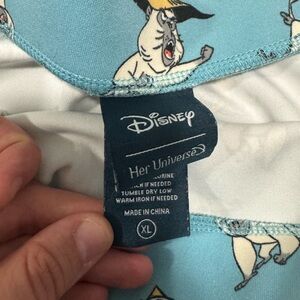 Disney
Her Universe
IF NEEDED
TUMBLE DRY LOW
WARM IRON IF NEEDED
MADE IN CHINA
XL